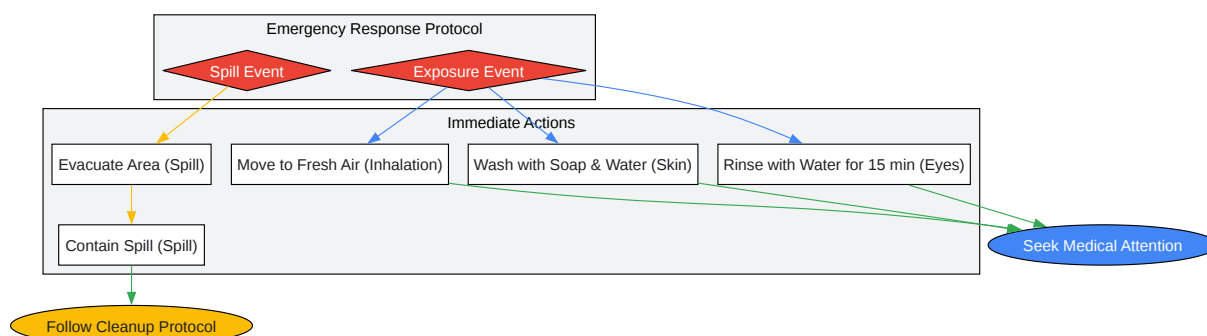 Emergency Response Protocol
Spill Event
Exposure Event
Immediate Actions
Evacuate Area (Spill)
Move to Fresh Air (Inhalation)
Wash with Soap & Water (Skin)
Rinse with Water for 15 min (Eyes)
Contain Spill (Spill)
Seek Medical Attention
Follow Cleanup Protocol